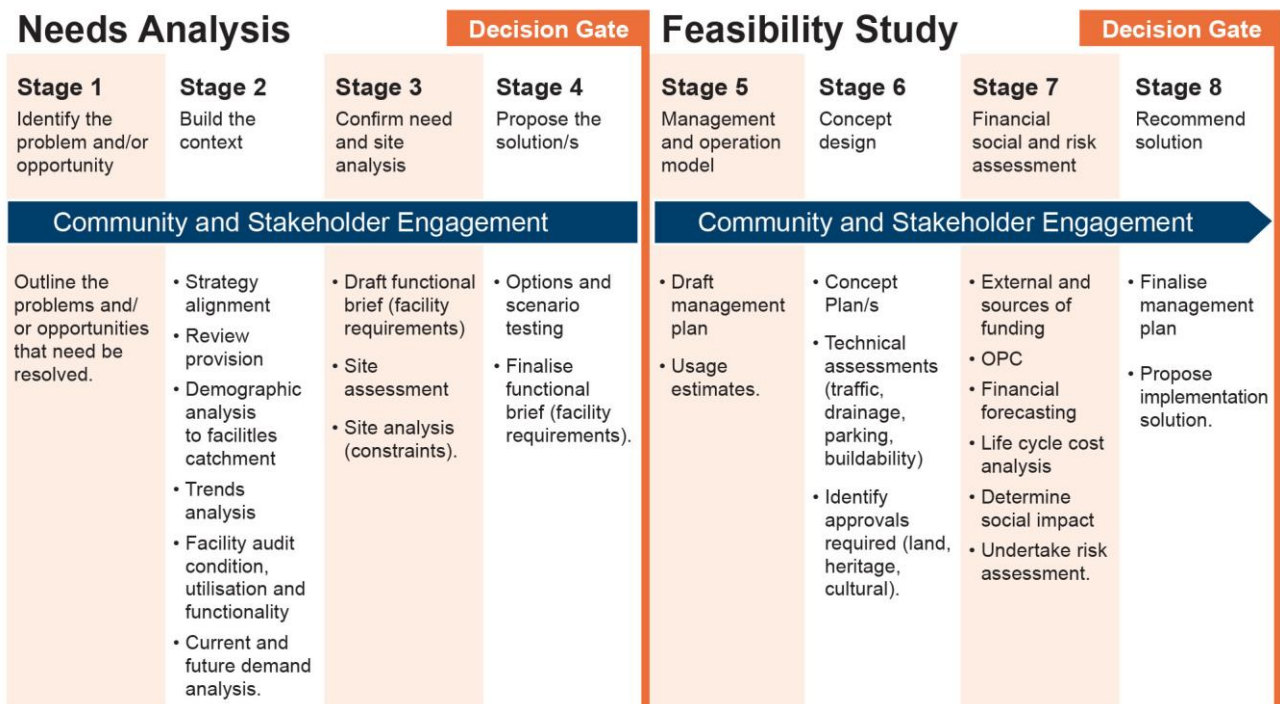 Needs Analysis
Decision Gate
Feasibility Study
Decision Gate
Stage 1
Identify the
problem and/or
opportunity
Stage 2
Build the
context
Stage 3
Confirm need
and site
analysis
Stage 4
Propose the
solution/s
Stage 5
Management
and operation
model
Stage 6
Concept
design
Stage 7
Financial
social and risk
assessment
Stage 8
Recommend
solution
Community and Stakeholder Engagement
Community and Stakeholder Engagement
Outline the
problems and/
or opportunities
that need be
resolved.
• Strategy
alignment
• Review
provision
• Demographic
analysis
to facilitles
catchment
• Trends
analysis
• Facility audit
condition,
utilisation and
functionality
• Current and
future demand
analysis.
• Draft functional
brief (facility
requirements)
• Site
assessment
• Site analysis
(constraints).
• Options and
scenario
testing
• Finalise
functional
brief (facility
requirements).
• Draft
management
plan
• Usage
estimates.
• Concept
Plan/s
• Technical
assessments
(traffic,
drainage,
parking,
buildability)
• Identify
approvals
required (land,
heritage,
cultural).
• External and
sources of
funding
• OPC
• Financial
forecasting
• Life cycle cost
analysis
• Determine
social impact
• Undertake risk
assessment.
• Finalise
management
plan
• Propose
implementation
solution.